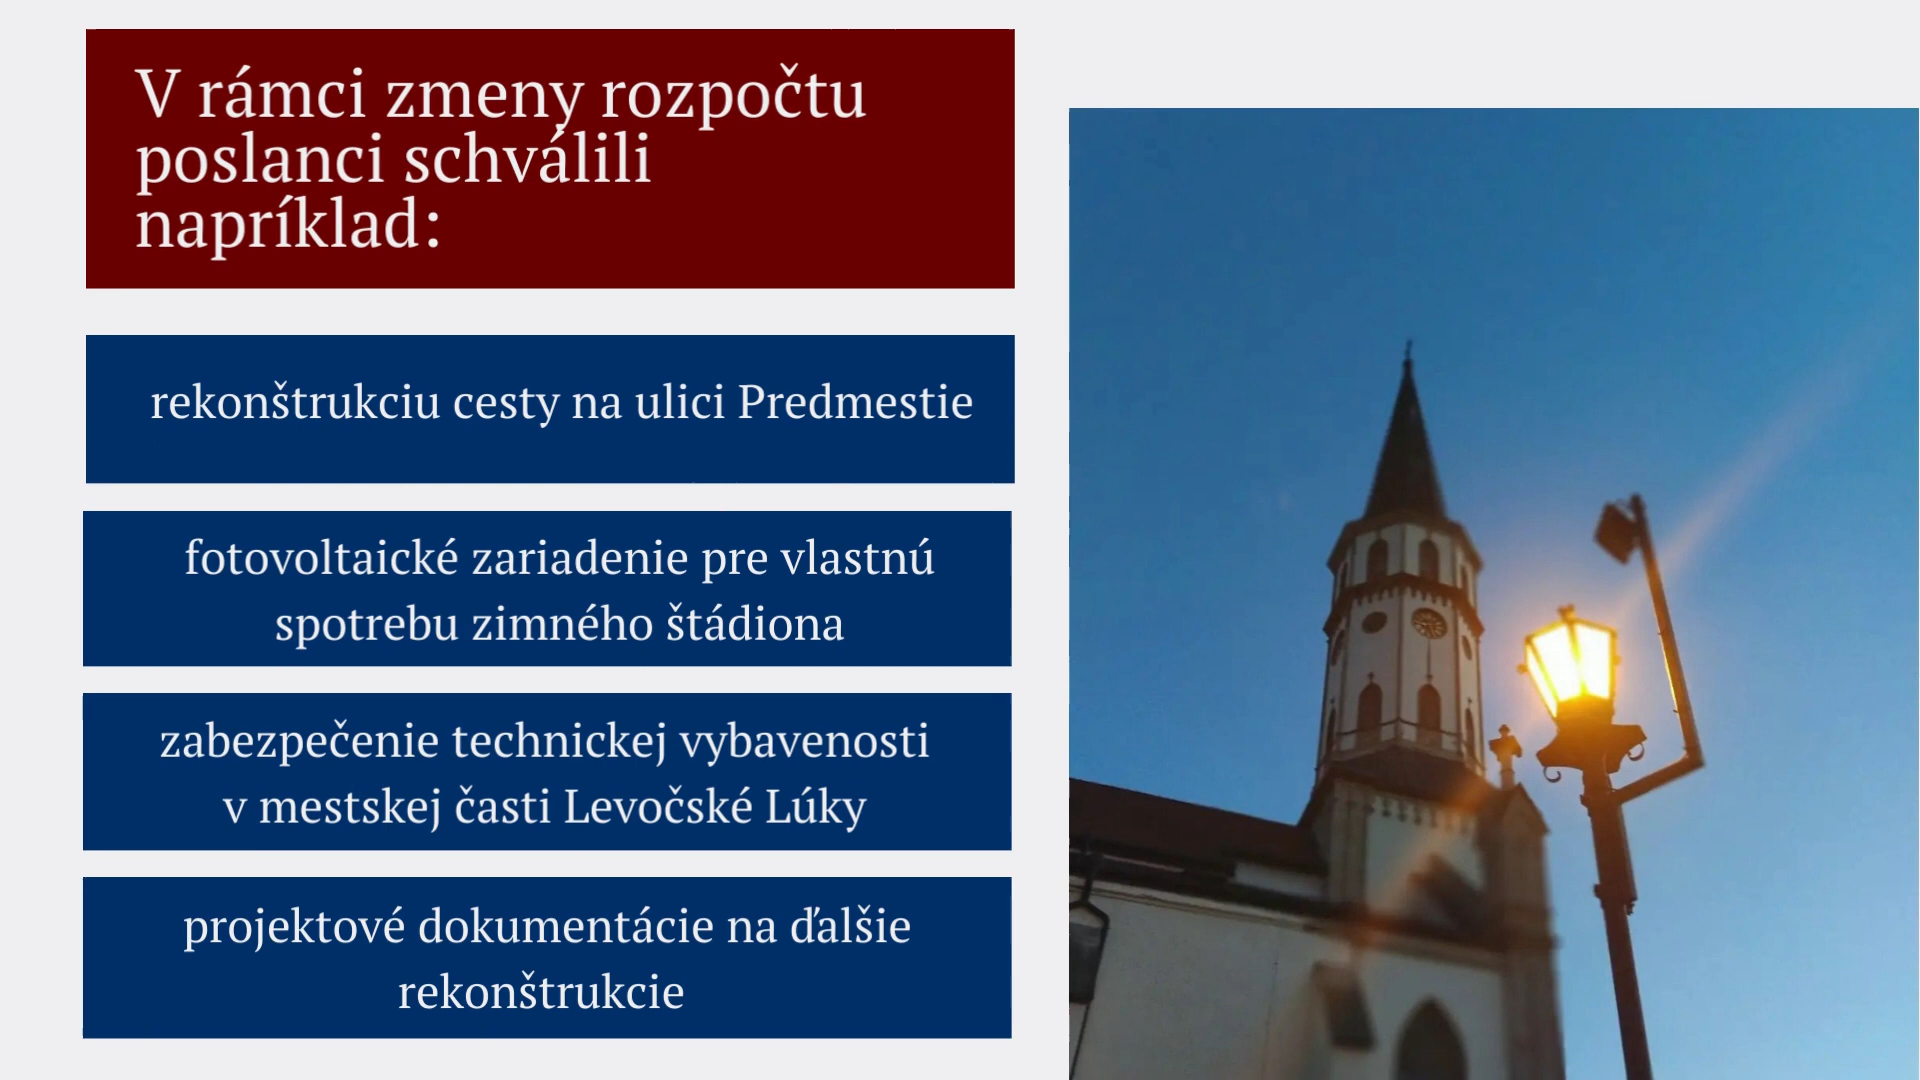 V rámci zmeny rozpočtu
poslanci schválili
napríklad:
rekonštrukciu cesty na ulici Predmestie
fotovoltaické zariadenie pre vlastnú
spotrebu zimného štádiona
zabezpečenie technickej vybavenosti
v mestskej časti Levočské Lúky
projektové dokumentácie na ďalšie
rekonštrukcie